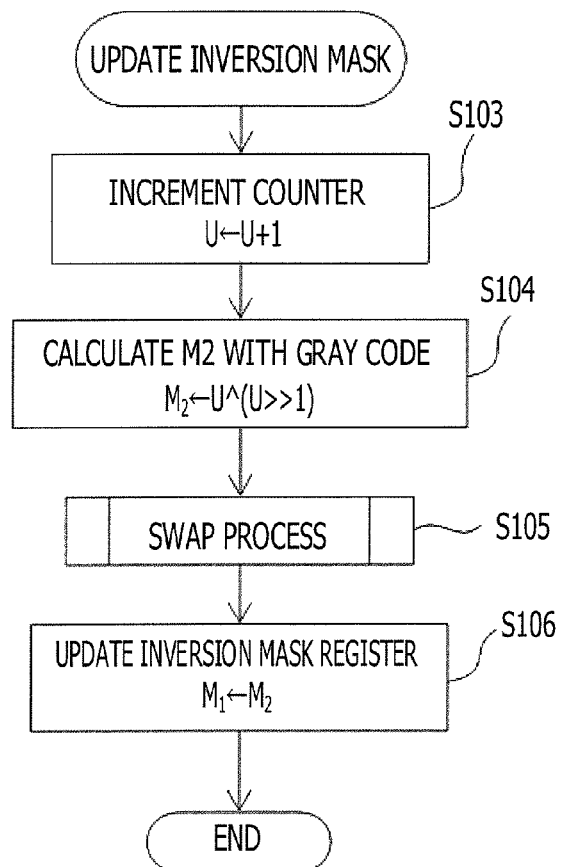 UPDATE INVERSION MASK
S103
INCREMENT COUNTER
U←U+1
S104
CALCULATE M2 WITH GRAY CODE
M₂←U^(U>>1)
SWAP PROCESS
S105
S106
UPDATE INVERSION MASK REGISTER
M₁←M₂
END